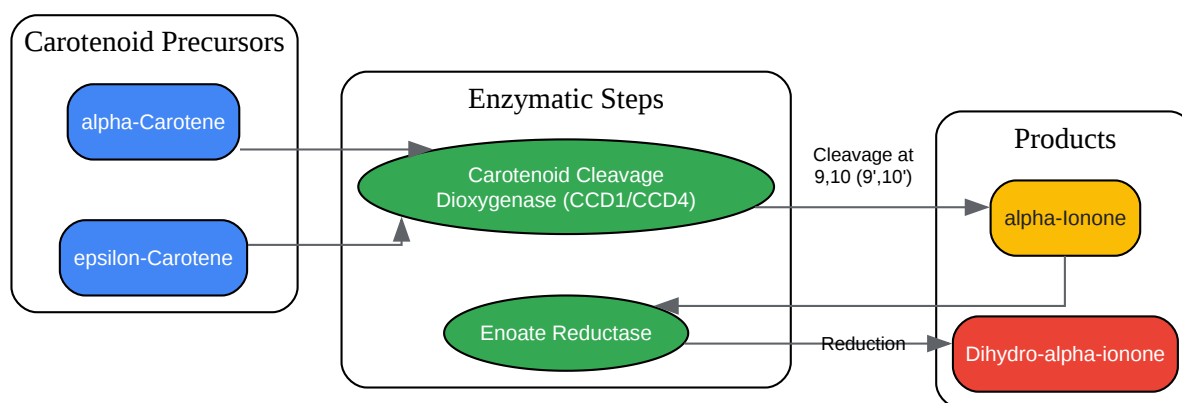 Carotenoid Precursors
alpha-Carotene
epsilon-Carotene
Enzymatic Steps
Carotenoid Cleavage
Dioxygenase (CCD1/CCD4)
Enoate Reductase
Cleavage at
9,10 (9',10')
Reduction
Products
alpha-Ionone
Dihydro-alpha-ionone